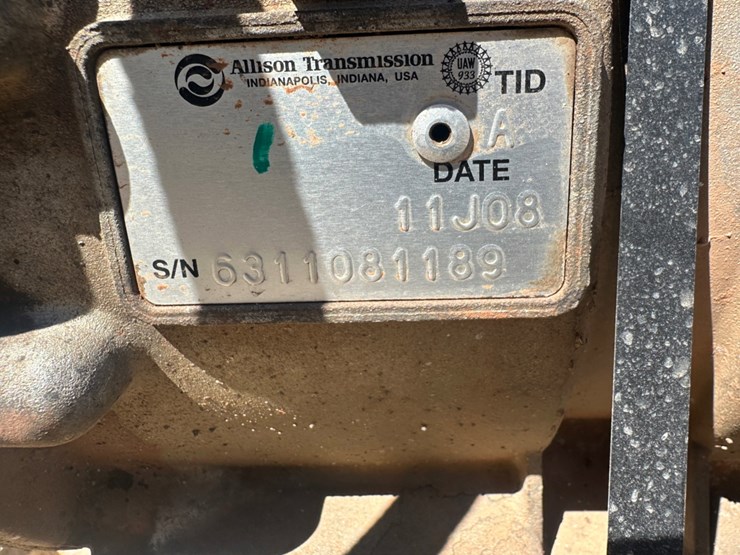 Allison Transmission
INDIANAPOLIS, INDIANA, USA
UAW
933
TID
A
DATE
11J08
S/N 6311081189